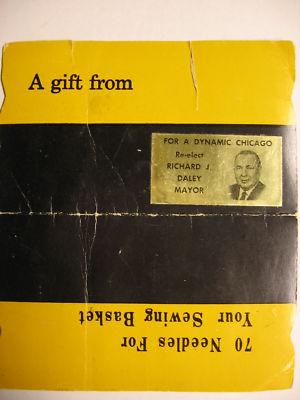 A gift from
FOR A DYNAMIC CHICAGO
Re-elect
RICHARD J.
DALEY
MAYOR
70 Needles For
Your Sewing Basket